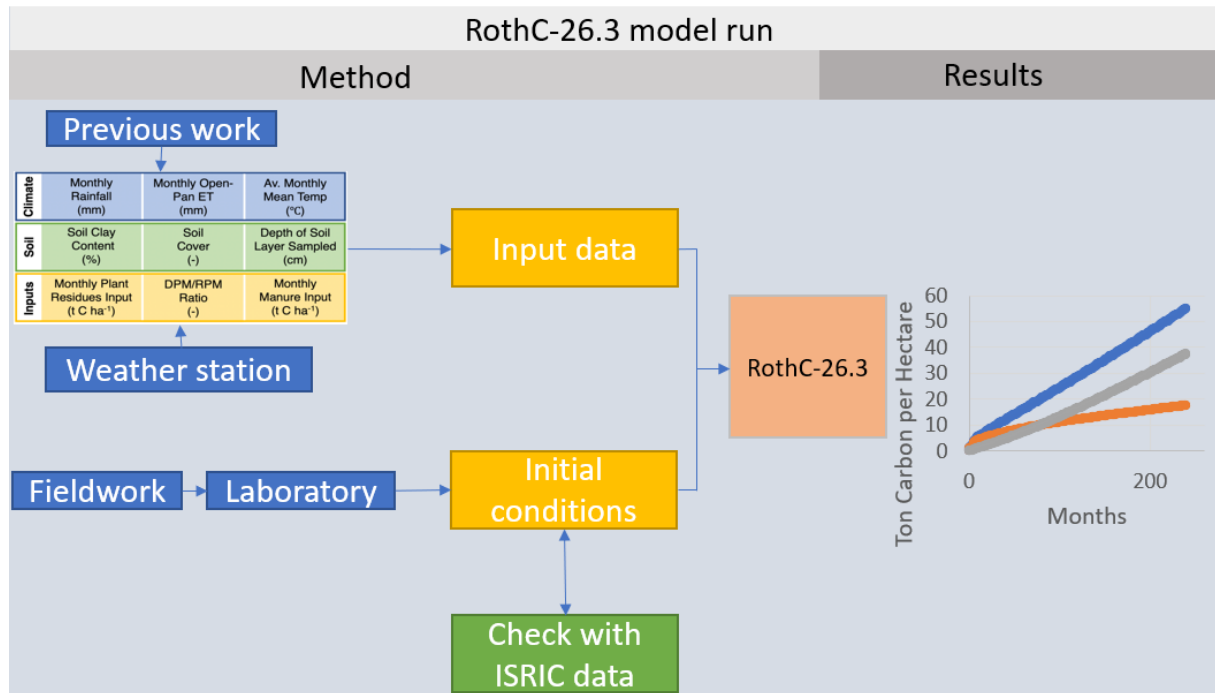 RothC-26.3 model run
Method
Results
Previous work
Climate
Monthly
Rainfall
(mm)
Monthly Open-
Pan ET
(mm)
Av. Monthly
Mean Temp
(°C)
Soil
Soil Clay
Content
(%)
Soil
Cover
(-)
Depth of Soil
Layer Sampled
(cm)
Inputs
Monthly Plant
Residues Input
(t C ha⁻¹)
DPM/RPM
Ratio
(-)
Monthly
Manure Input
(t C ha⁻¹)
Weather station
Input data
Fieldwork
Laboratory
Initial
conditions
Check with
ISRIC data
RothC-26.3
Ton Carbon per Hectare
60
50
40
30
20
10
0
0
200
Months